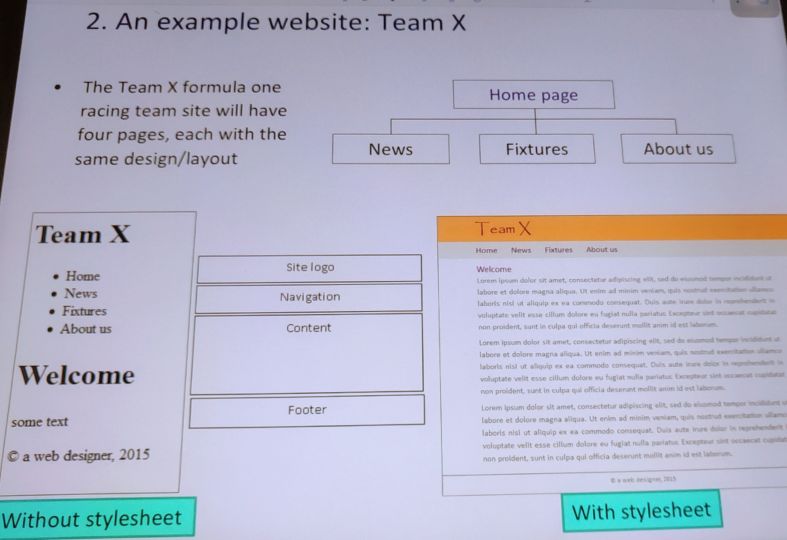 2. An example website: Team X
• The Team X formula one
racing team site will have
four pages, each with the
same design/layout
Home page
News
Fixtures
About us
Team X
• Home
• News
• Fixtures
• About us
Welcome
some text
© a web designer, 2015
Without stylesheet
Site logo
Navigation
Content
Footer
Team X
Home News Fixtures About us
Welcome
Lorem ipsum dolor sit amet, consectetur adipiscing elit, sed do eiusmod tempor incididunt ut
labore et dolore magna aliqua. Ut enim ad minim veniam, quis nostrud exercitation ullamco
laboris nisi ut aliquip ex ea commodo consequat. Duis aute irure dolor in reprehenderit in
voluptate velit esse cillum dolore eu fugiat nulla pariatur. Excepteur sint occaecat cupidatat
non proident, sunt in culpa qui officia deserunt mollit anim id est laborum.
Lorem ipsum dolor sit amet, consectetur adipiscing elit, sed do eiusmod tempor incididunt ut
labore et dolore magna aliqua. Ut enim ad minim veniam, quis nostrud exercitation ullamco
laboris nisi ut aliquip ex ea commodo consequat. Duis aute irure dolor in reprehenderit in
voluptate velit esse cillum dolore eu fugiat nulla pariatur. Excepteur sint occaecat cupidatat
non proident, sunt in culpa qui officia deserunt mollit anim id est laborum.
Lorem ipsum dolor sit amet, consectetur adipiscing elit, sed do eiusmod tempor incididunt u
labore et dolore magna aliqua. Ut enim ad minim veniam, quis nostrud exercitation ullamc
laboris nisi ut aliquip ex ea commodo consequat. Duis aute irure dolor in reprehenderit
voluptate velit esse cillum dolore eu fugiat nulla pariatur. Excepteur sint occaecat cupidat
non proident, sunt in culpa qui officia deserunt mollit anim id est laborum.
© a web designer, 2015
With stylesheet